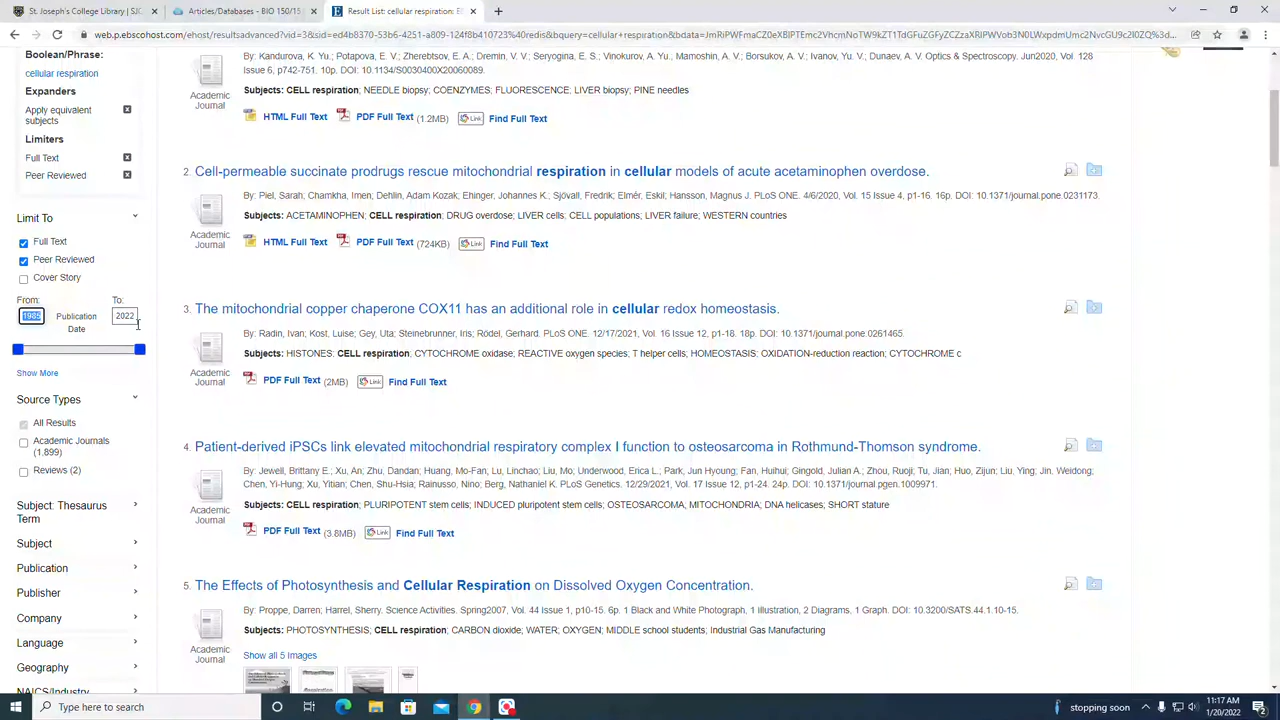 St. Joseph's College Library | SJC
Articles/Databases - BIO 150/15
Result List: cellular respiration: E
web.p.ebscohost.com/ehost/resultsadvanced?vid=3&sid=ed4b8370-53b6-4251-a809-124f8b410723%40redis&bquery=cellular+respiration&bdata=
Boolean/Phrase:
cellular respiration
Expanders
Apply equivalent
subjects
Limiters
Full Text
Peer Reviewed
Limit To
Full Text
Peer Reviewed
Cover Story
From:
To:
1985
Publication
Date
2022
Show More
Source Types
All Results
Academic Journals
(1,899)
Reviews (2)
Subject: Thesaurus
Term
Subject
Publication
Publisher
Company
Language
Geography
NAICS/Industry
By: Kandurova, K. Yu.; Potapova, E. V.; Zherebtsov, E. A.; Dremin, V. V.; Seryogina, E. S.; Vinokurov, A. Yu.; Mamoshin, A. V.; Borsukov, A. V.; Ivanov, Yu. V.; Dunaev, A. V. Optics & Spectroscopy. Jun2020, Vol. 128
Issue 6, p742-751. 10p. DOI: 10.1134/S0030400X20060089.
Academic
Journal
Subjects: CELL respiration; NEEDLE biopsy; COENZYMES; FLUORESCENCE; LIVER biopsy; PINE needles
HTML Full Text PDF Full Text (1.2MB) Link Find Full Text
2. Cell-permeable succinate prodrugs rescue mitochondrial respiration in cellular models of acute acetaminophen overdose.
By: Piel, Sarah; Chamkha, Imen; Dehlin, Adam Kozak; Ehinger, Johannes K.; Sjövall, Fredrik; Elmér, Eskil; Hansson, Magnus J. PLoS ONE. 4/6/2020, Vol. 15 Issue 4, p1-16. 16p. DOI: 10.1371/journal.pone.0231173.
Academic
Journal
Subjects: ACETAMINOPHEN; CELL respiration; DRUG overdose; LIVER cells; CELL populations; LIVER failure; WESTERN countries
HTML Full Text PDF Full Text (724KB) Link Find Full Text
3. The mitochondrial copper chaperone COX11 has an additional role in cellular redox homeostasis.
By: Radin, Ivan; Kost, Luise; Gey, Uta; Steinebrunner, Iris; Rödel, Gerhard. PLoS ONE. 12/17/2021, Vol. 16 Issue 12, p1-18. 18p. DOI: 10.1371/journal.pone.0261465.
Academic
Journal
Subjects: HISTONES; CELL respiration; CYTOCHROME oxidase; REACTIVE oxygen species; T helper cells; HOMEOSTASIS; OXIDATION-reduction reaction; CYTOCHROME c
PDF Full Text (2MB) Link Find Full Text
4. Patient-derived iPSCs link elevated mitochondrial respiratory complex I function to osteosarcoma in Rothmund-Thomson syndrome.
By: Jewell, Brittany E.; Xu, An; Zhu, Dandan; Huang, Mo-Fan; Lu, Linchao; Liu, Mo; Underwood, Erica L.; Park, Jun Hyoung; Fan, Huihui; Gingold, Julian A.; Zhou, Ruoji; Tu, Jian; Huo, Zijun; Liu, Ying; Jin, Weidong;
Chen, Yi-Hung; Xu, Yitian; Chen, Shu-Hsia; Rainusso, Nino; Berg, Nathaniel K. PLoS Genetics. 12/29/2021, Vol. 17 Issue 12, p1-24. 24p. DOI: 10.1371/journal.pgen.1009971.
Academic
Journal
Subjects: CELL respiration; PLURIPOTENT stem cells; INDUCED pluripotent stem cells; OSTEOSARCOMA; MITOCHONDRIA; DNA helicases; SHORT stature
PDF Full Text (3.8MB) Link Find Full Text
5. The Effects of Photosynthesis and Cellular Respiration on Dissolved Oxygen Concentration.
By: Proppe, Darren; Harrel, Sherry. Science Activities. Spring2007, Vol. 44 Issue 1, p10-15. 6p. 1 Black and White Photograph, 1 illustration, 2 Diagrams, 1 Graph. DOI: 10.3200/SATS.44.1.10-15.
Academic
Journal
Subjects: PHOTOSYNTHESIS; CELL respiration; CARBON dioxide; WATER; OXYGEN; MIDDLE school students; Industrial Gas Manufacturing
Show all 5 Images
Type here to search
stopping soon
11:17 AM
1/20/2022
2